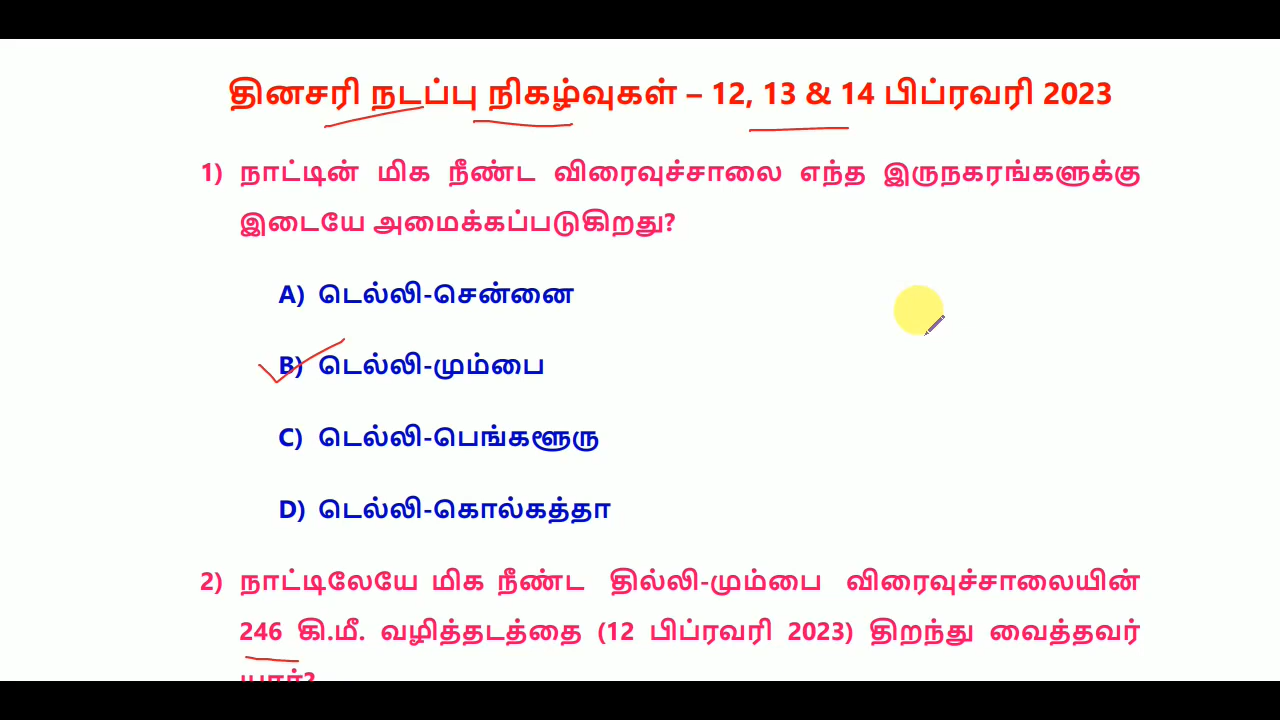 தினசரி நடப்பு நிகழ்வுகள் – 12, 13 & 14 பிப்ரவரி 2023
1) நாட்டின் மிக நீண்ட விரைவுச்சாலை எந்த இருநகரங்களுக்கு
இடையே அமைக்கப்படுகிறது?
A) டெல்லி-சென்னை
B) டெல்லி-மும்பை
C) டெல்லி-பெங்களூரு
D) டெல்லி-கொல்கத்தா
2) நாட்டிலேயே மிக நீண்ட தில்லி-மும்பை விரைவுச்சாலையின்
246 கி.மீ. வழித்தடத்தை (12 பிப்ரவரி 2023) திறந்து வைத்தவர்
யார்?